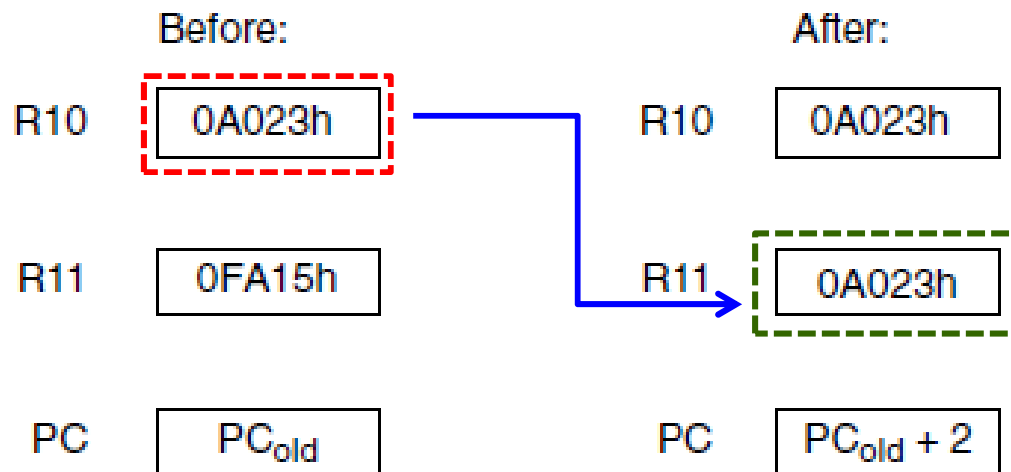 Before: After:
R10 0A023h R10 0A023h
R11 0FA15h R11 0A023h
PC PCold PC PCold + 2